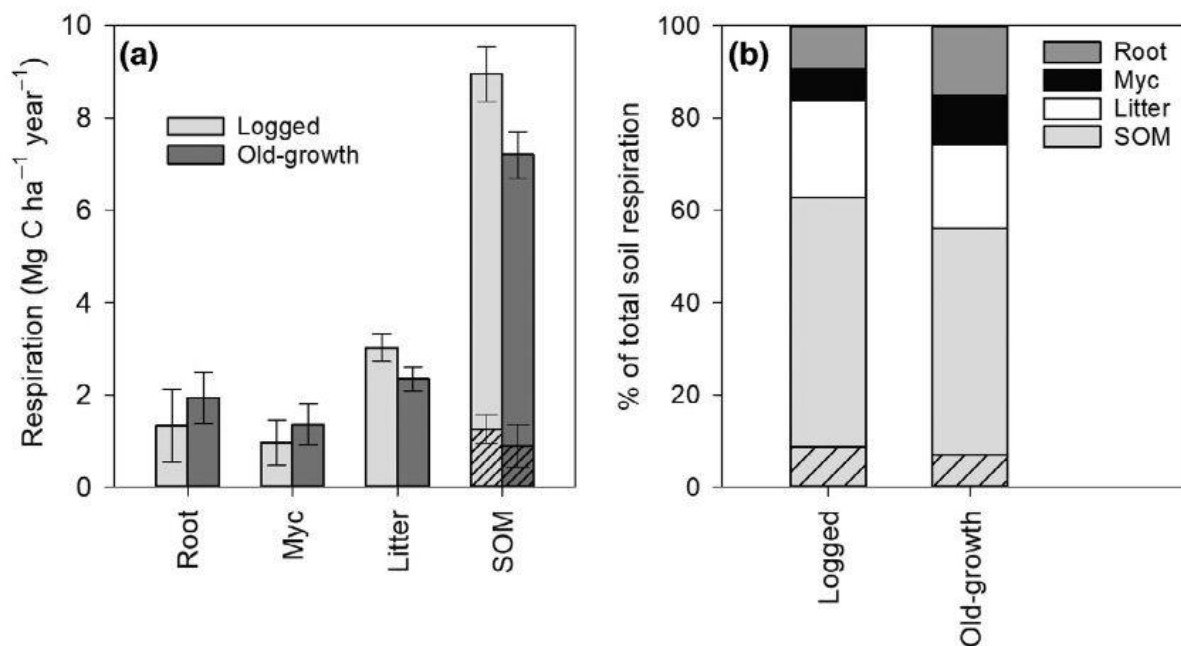 (a)
Respiration (Mg C ha⁻¹ year⁻¹)
10
8
6
4
2
0
Logged
Old-growth
Root
Myc
Litter
SOM
(b)
% of total soil respiration
100
80
60
40
20
0
Root
Myc
Litter
SOM
Logged
Old-growth